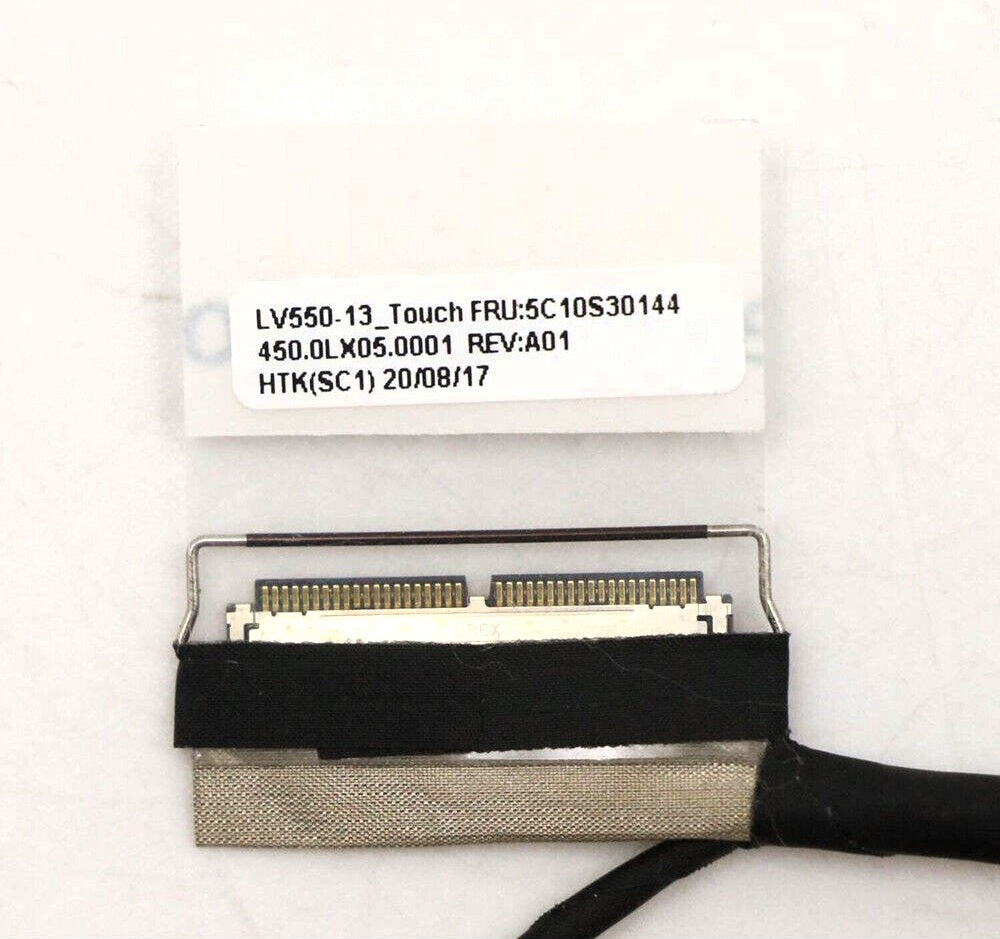 LV550-13_Touch FRU:5C10S30144
450.0LX05.0001 REV:A01
HTK(SC1) 20/08/17